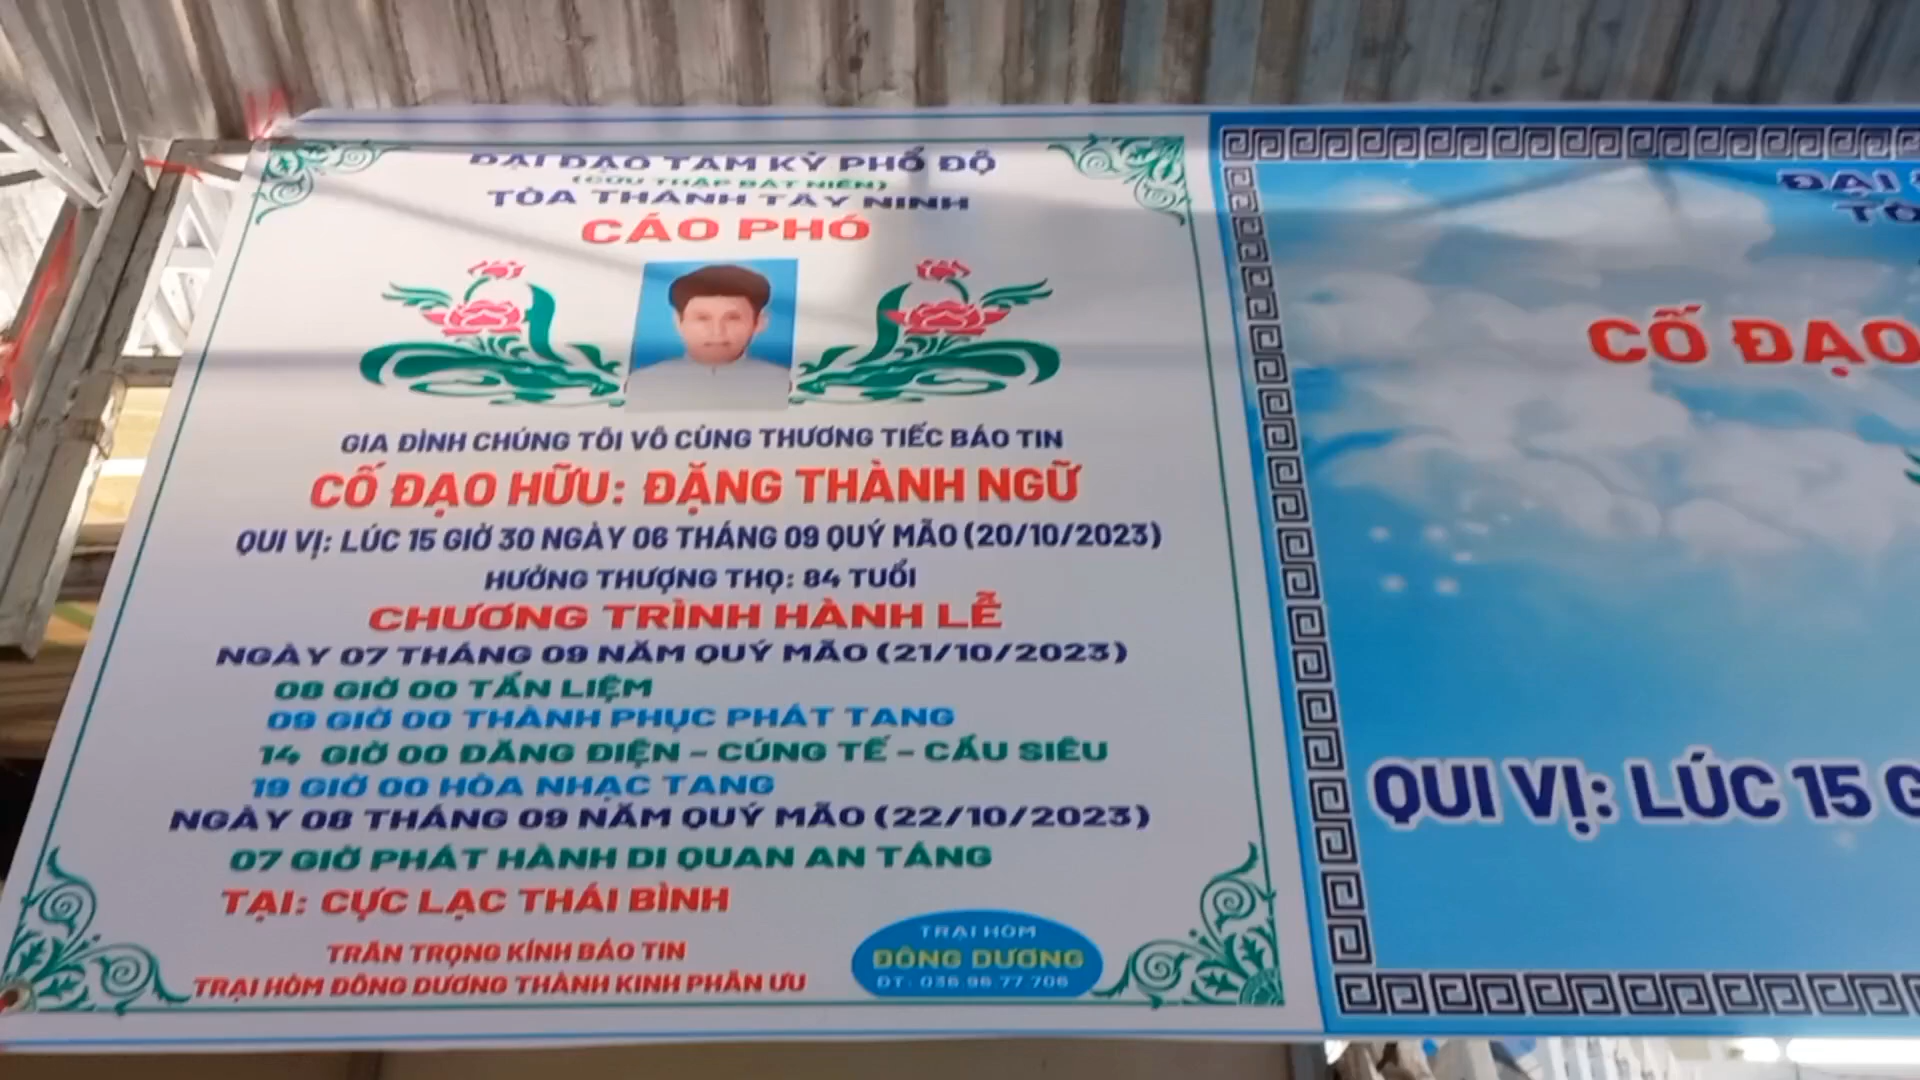 ĐẠI ĐẠO TAM KỲ PHỔ ĐỘ
(CỬU THẬP BÁT NIÊN)
TÒA THÁNH TÂY NINH
CÁO PHÓ
GIA ĐÌNH CHÚNG TÔI VÔ CÙNG THƯƠNG TIẾC BÁO TIN
CỐ ĐẠO HỮU: ĐẶNG THÀNH NGỮ
QUI VỊ: LÚC 15 GIỜ 30 NGÀY 06 THÁNG 09 QUÝ MÃO (20/10/2023)
HƯỞNG THƯỢNG THỌ: 84 TUỔI
CHƯƠNG TRÌNH HÀNH LỄ
NGÀY 07 THÁNG 09 NĂM QUÝ MÃO (21/10/2023)
08 GIỜ 00 TẨN LIỆM
09 GIỜ 00 THÀNH PHỤC PHÁT TANG
14 GIỜ 00 ĐĂNG ĐIỆN - CÚNG TẾ - CẦU SIÊU
19 GIỜ 00 HÒA NHẠC TANG
NGÀY 08 THÁNG 09 NĂM QUÝ MÃO (22/10/2023)
07 GIỜ PHÁT HÀNH DI QUAN AN TÁNG
TẠI: CỰC LẠC THÁI BÌNH
TRÂN TRỌNG KÍNH BÁO TIN
TRẠI HÒM ĐÔNG DƯƠNG THÀNH KINH PHÂN ƯU
TRẠI HÒM
ĐÔNG DƯƠNG
ĐT: 036.96.77.706
ĐẠI
TÒ
CỐ ĐẠO
QUI VỊ: LÚC 15 G